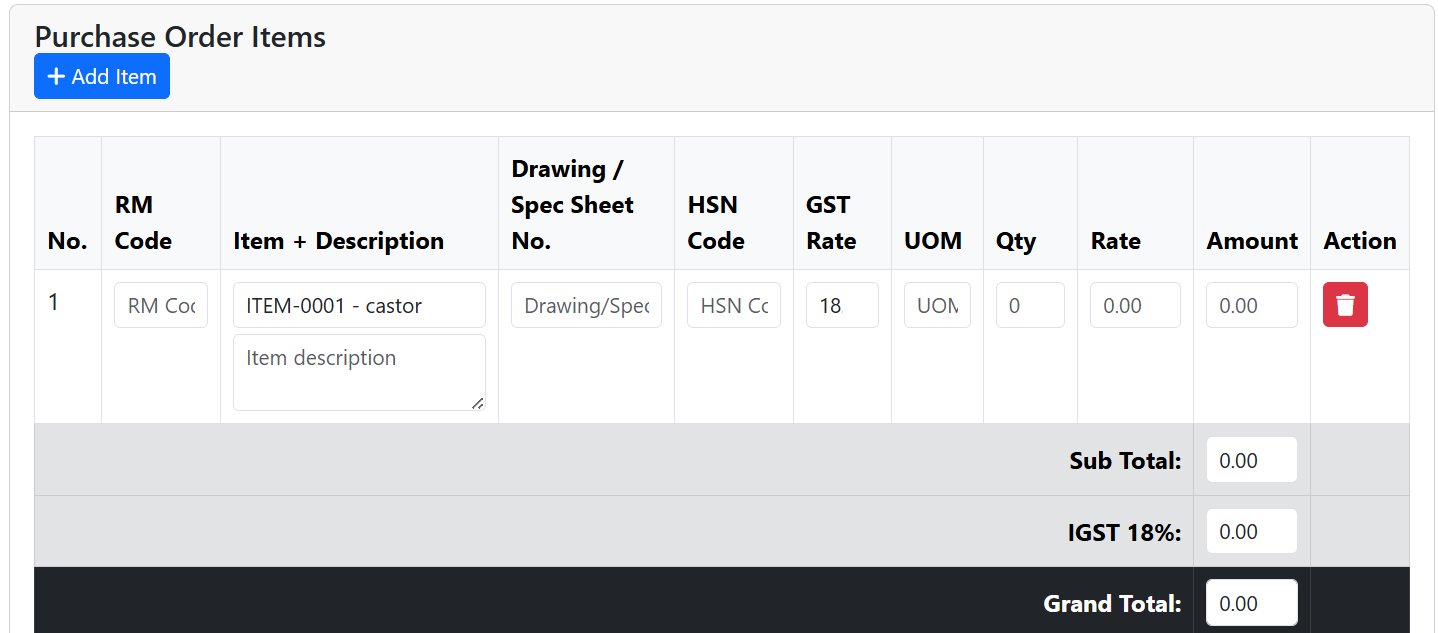 Purchase Order Items
+ Add Item
No.
RM
Code
Item + Description
Drawing /
Spec Sheet
No.
HSN
Code
GST
Rate
UOM
Qty
Rate
Amount
Action
1
RM Coc
ITEM-0001 - castor
Item description
Drawing/Spec
HSN Cc
18
UOM
0
0.00
0.00
Sub Total:
0.00
IGST 18%:
0.00
Grand Total:
0.00